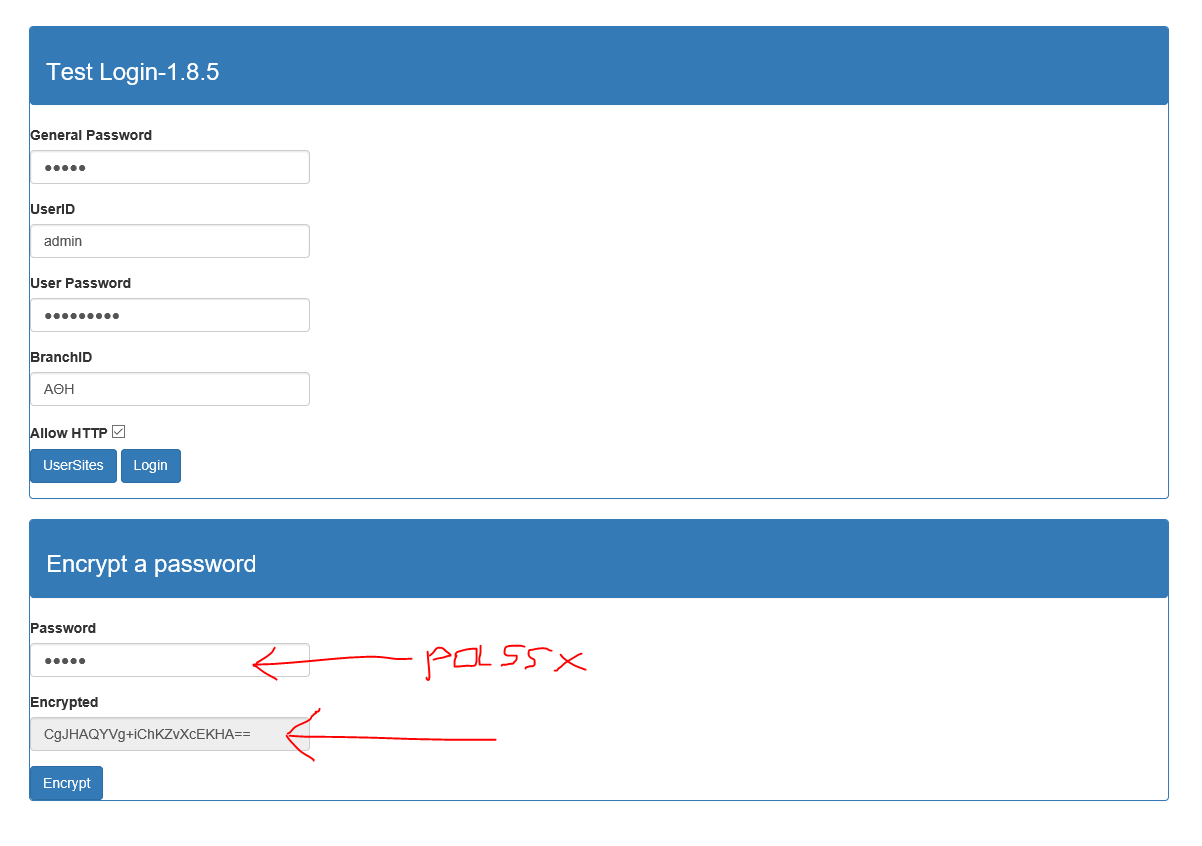 Test Login-1.8.5
General Password
●●●●●
UserID
admin
User Password
●●●●●●●●●
BranchID
ΑΘΗ
Allow HTTP
UserSites Login
Encrypt a password
Password
●●●●● POL55X
Encrypted
CgJHAQYVg+iChKZvXcEKHA==
Encrypt